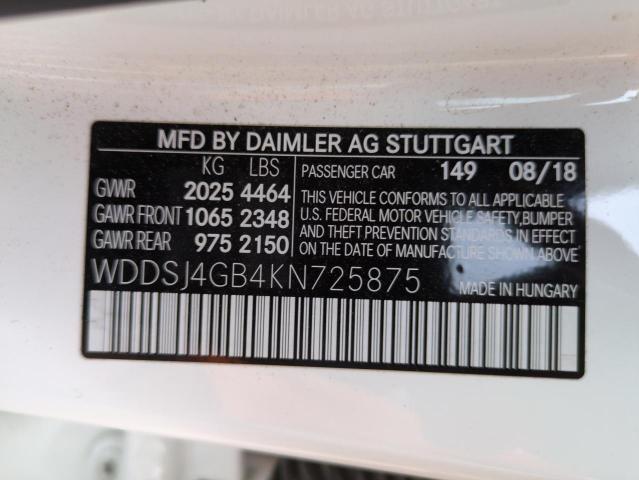 MFD BY DAIMLER AG STUTTGART
KG LBS PASSENGER CAR 149 08/18
GVWR 2025 4464
GAWR FRONT 1065 2348
GAWR REAR 975 2150
THIS VEHICLE CONFORMS TO ALL APPLICABLE
U.S. FEDERAL MOTOR VEHICLE SAFETY, BUMPER
AND THEFT PREVENTION STANDARDS IN EFFECT
ON THE DATE OF MANUFACTURE SHOWN ABOVE
WDDSJ4GB4KN725875 MADE IN HUNGARY